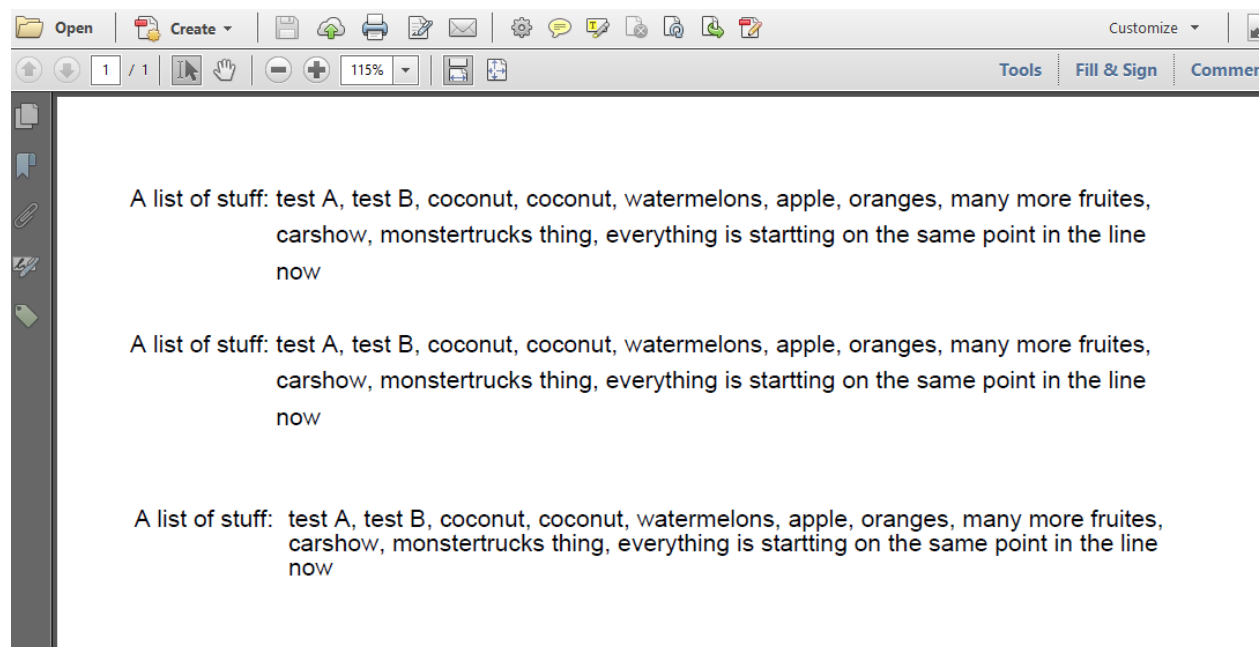 Open Create Customize
1 / 1 115% Tools Fill & Sign Commer
A list of stuff: test A, test B, coconut, coconut, watermelons, apple, oranges, many more fruites,
carshow, monstertrucks thing, everything is startting on the same point in the line
now
A list of stuff: test A, test B, coconut, coconut, watermelons, apple, oranges, many more fruites,
carshow, monstertrucks thing, everything is startting on the same point in the line
now
A list of stuff: test A, test B, coconut, coconut, watermelons, apple, oranges, many more fruites,
carshow, monstertrucks thing, everything is startting on the same point in the line
now